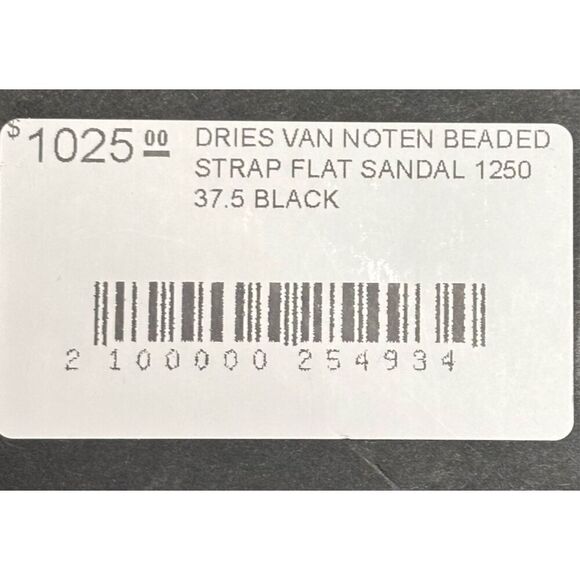 $1025.00 DRIES VAN NOTEN BEADED
STRAP FLAT SANDAL 1250
37.5 BLACK
2 100000 254934